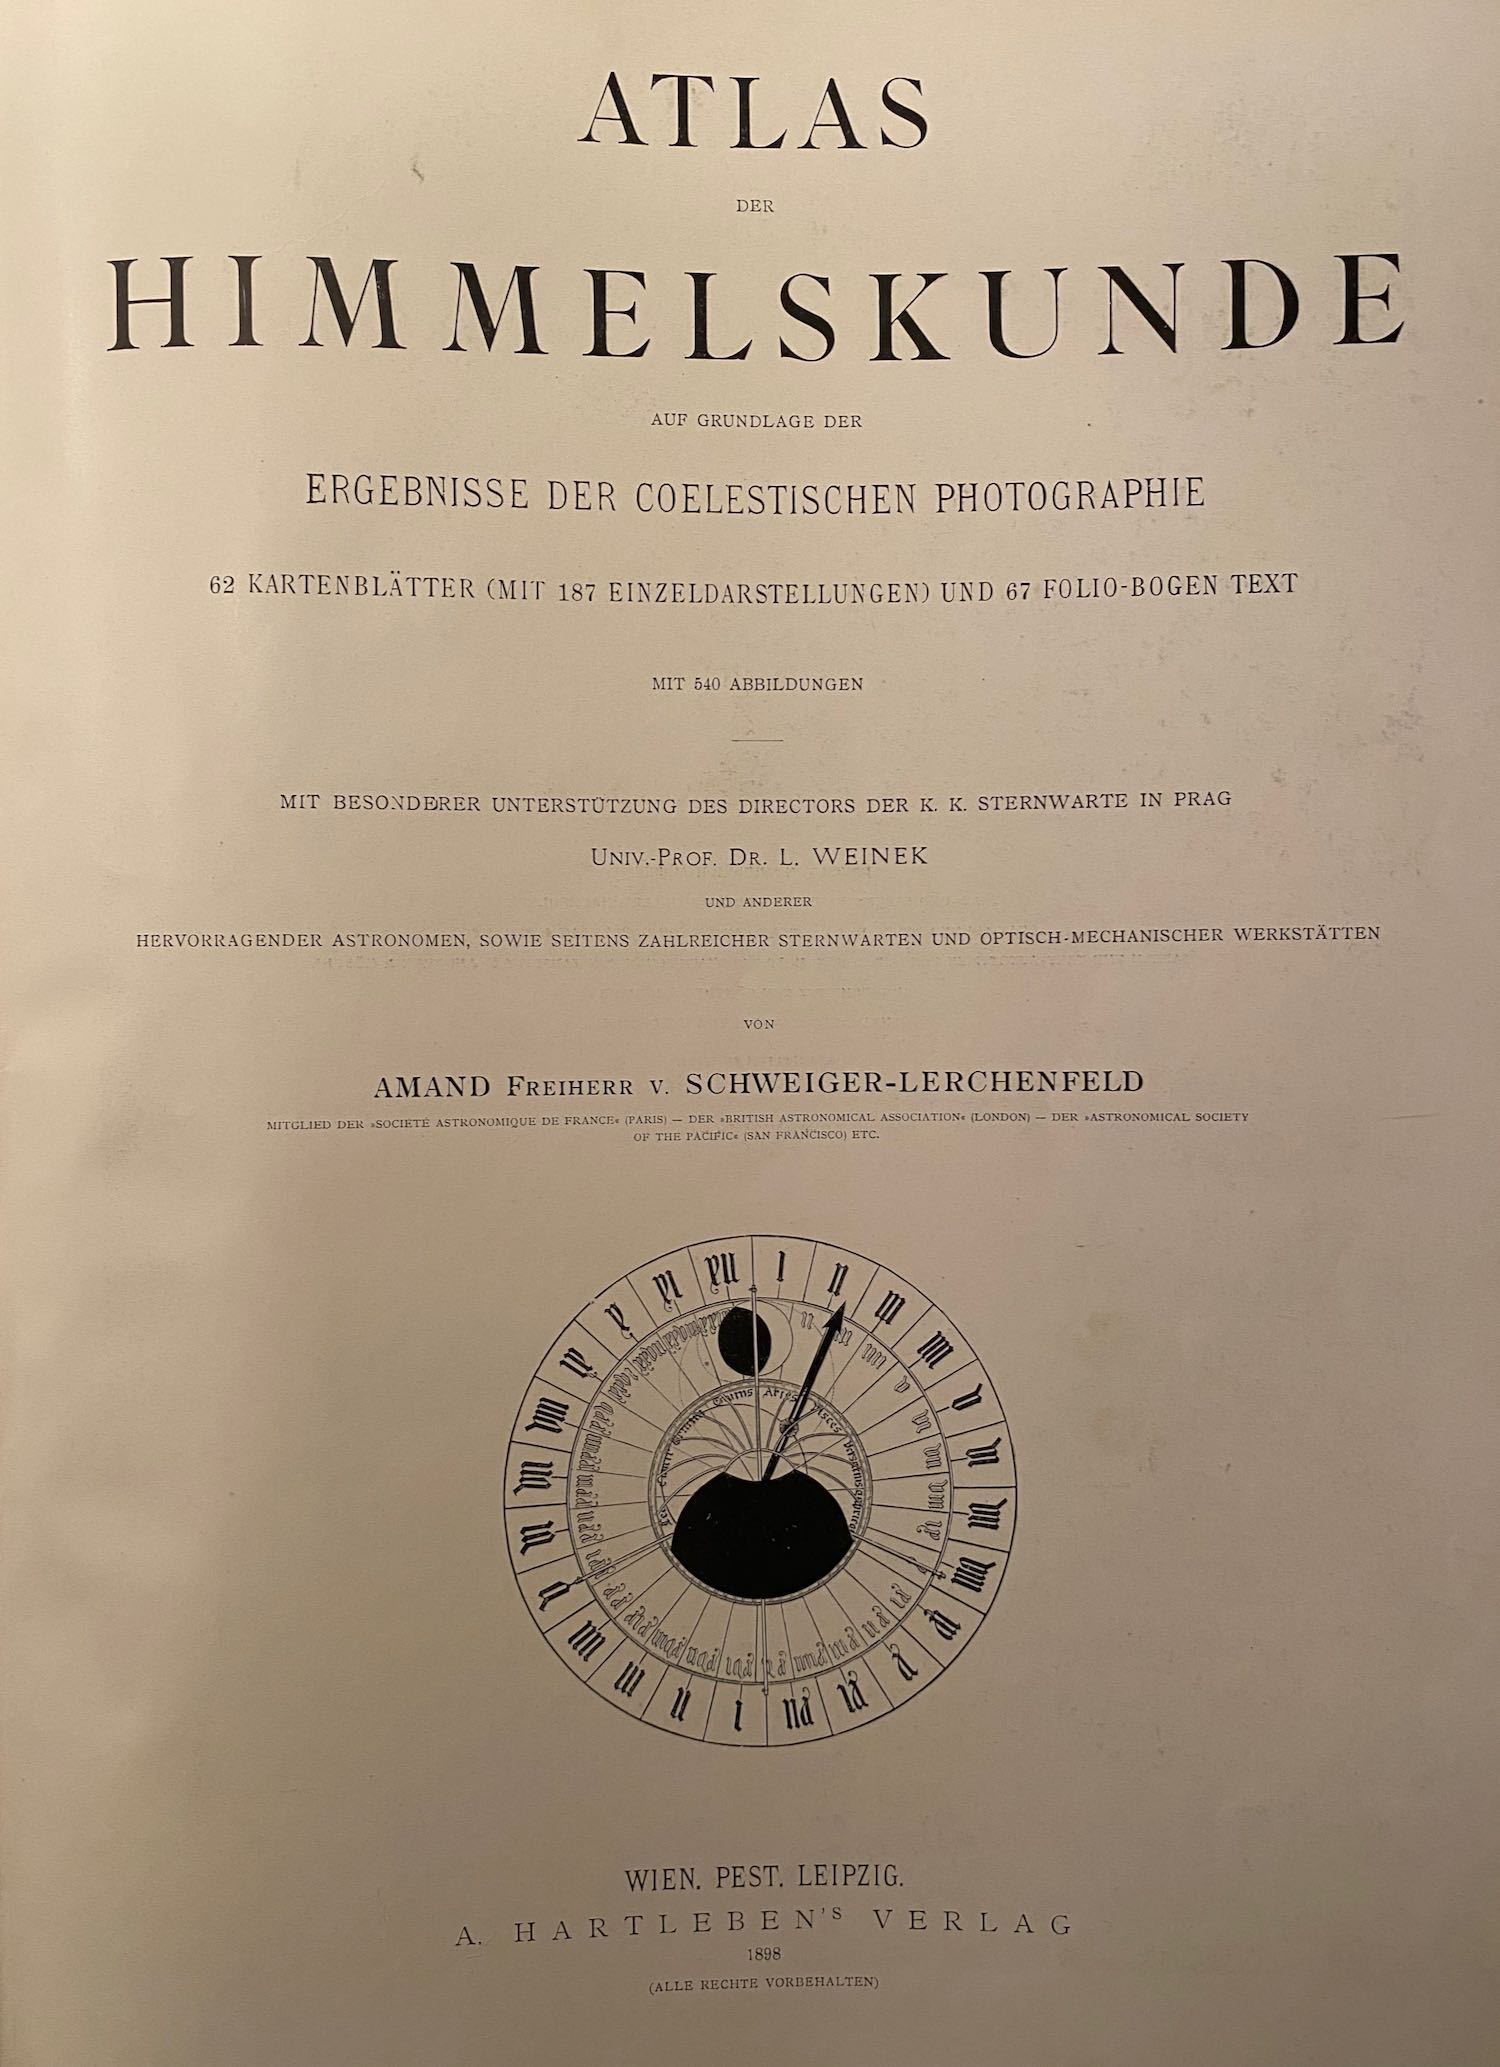 ATLAS
DER
HIMMELSKUNDE
AUF GRUNDLAGE DER
ERGEBNISSE DER COELESTISCHEN PHOTOGRAPHIE
62 KARTENBLÄTTER (MIT 187 EINZELDARSTELLUNGEN) UND 67 FOLIO-BOGEN TEXT
MIT 540 ABBILDUNGEN
MIT BESONDERER UNTERSTÜTZUNG DES DIRECTORS DER K. K. STERNWARTE IN PRAG
UNIV.-PROF. DR. L. WEINEK
UND ANDERER
HERVORRAGENDER ASTRONOMEN, SOWIE SEITENS ZAHLREICHER STERNWARTEN UND OPTISCH-MECHANISCHER WERKSTÄTTEN
VON
AMAND FREIHERR V. SCHWEIGER-LERCHENFELD
MITGLIED DER »SOCIETÉ ASTRONOMIQUE DE FRANCE« (PARIS) — DER »BRITISH ASTRONOMICAL ASSOCIATION« (LONDON) — DER »ASTRONOMICAL SOCIETY
OF THE PACIFIC« (SAN FRANCISCO) ETC.
WIEN. PEST. LEIPZIG.
A. HARTLEBEN'S VERLAG
1898
(ALLE RECHTE VORBEHALTEN)